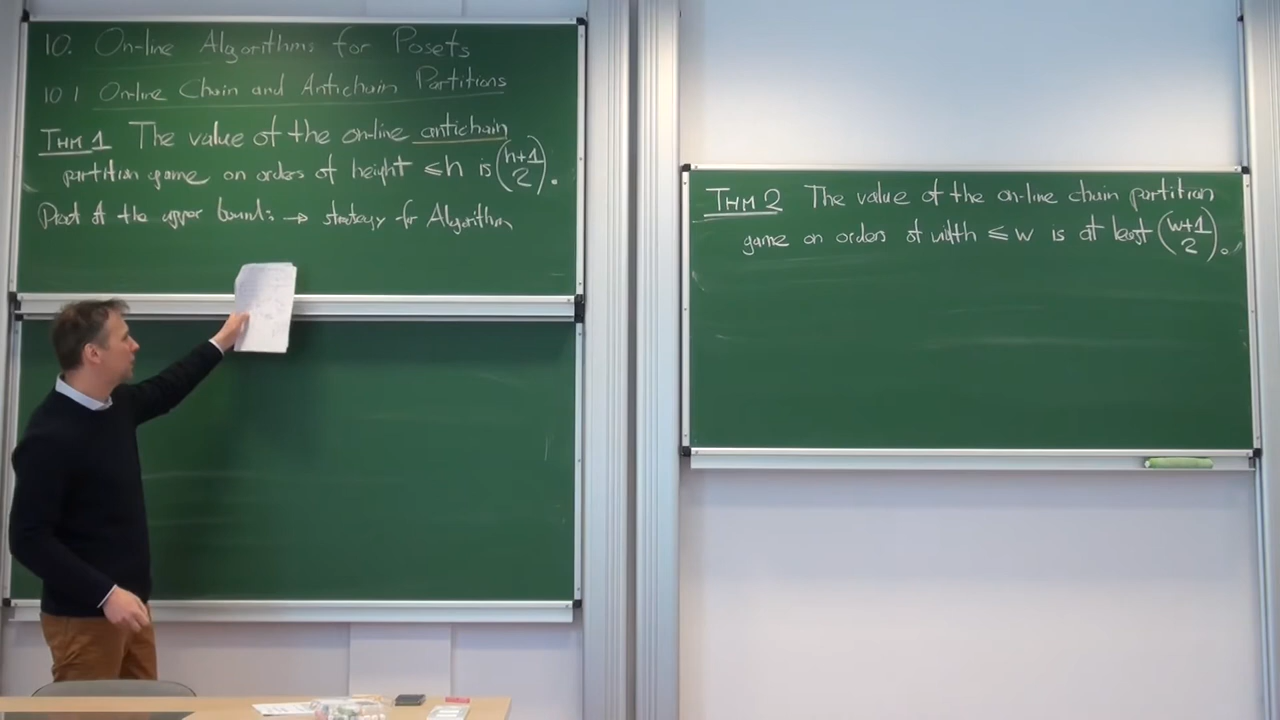 10. On-line Algorithms for Posets
10.1 On-line Chain and Antichain Partitions
THM 1 The value of the on-line antichain
partition game on orders of height ≤h is (h+1 2).
Proof of the upper bound: → strategy for Algorithm
THM 2 The value of the on-line chain partition
game on orders of width ≤ w is at least (w+1 2).